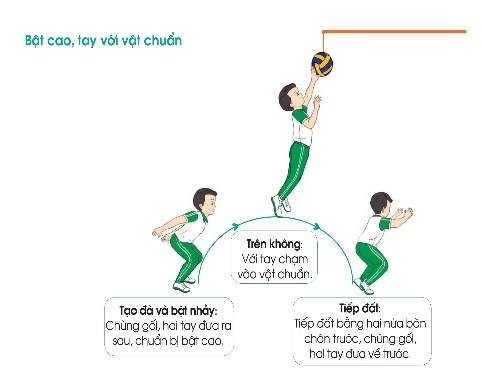 Bật cao, tay với vật chuẩn
Trên không:
Với tay chạm
vào vật chuẩn.
Tạo đà và bật nhảy:
Chùng gối, hai tay đưa ra
sau, chuẩn bị bật cao.
Tiếp đất:
Tiếp đất bằng hai nửa bàn
chân trước, chùng gối,
hai tay đưa về trước.